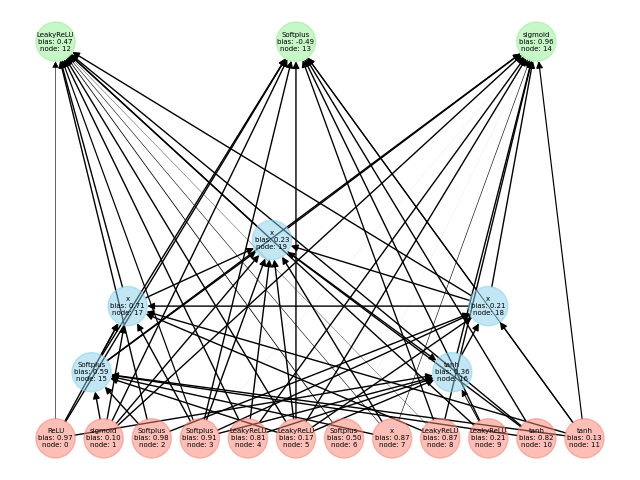 LeakyReLU
bias: 0.47
node: 12
Softplus
bias: -0.49
node: 13
sigmoid
bias: 0.96
node: 14
x
bias: 0.23
node: 19
x
bias: 0.71
node: 17
x
bias: 0.21
node: 18
Softplus
bias: 0.59
node: 15
tanh
bias: 0.36
node: 16
ReLU
bias: 0.97
node: 0
sigmoid
bias: 0.10
node: 1
Softplus
bias: 0.98
node: 2
Softplus
bias: 0.91
node: 3
LeakyReLU
bias: 0.81
node: 4
LeakyReLU
bias: 0.17
node: 5
Softplus
bias: 0.50
node: 6
x
bias: 0.87
node: 7
LeakyReLU
bias: 0.87
node: 8
LeakyReLU
bias: 0.21
node: 9
tanh
bias: 0.82
node: 10
tanh
bias: 0.13
node: 11